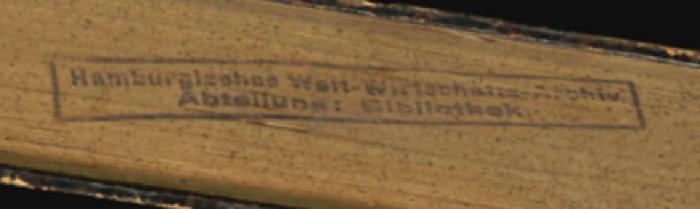 Hamburgisches Welt-Wirtschafts-Archiv
Abteilung: Bibliothek